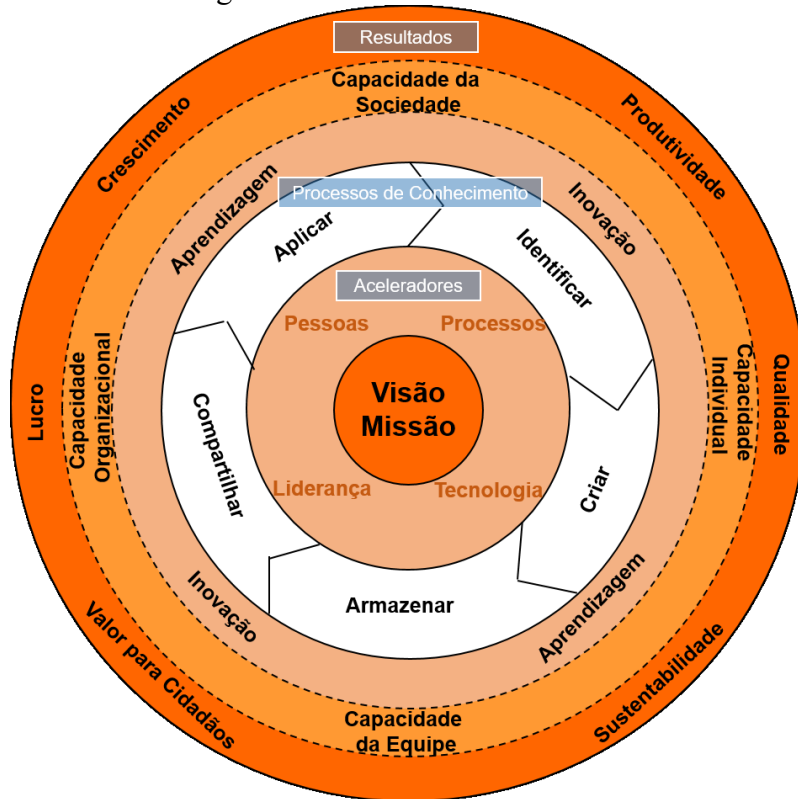 Resultados
Capacidade da
Sociedade
Crescimento
Produtividade
Aprendizagem
Processos de Conhecimento
Inovação
Aplicar
Identificar
Aceleradores
Pessoas
Processos
Visão
Missão
Lucro
Capacidade
Organizacional
Capacidade
Individual
Qualidade
Compartilhar
Liderança
Tecnologia
Criar
Armazenar
Inovação
Aprendizagem
Valor para Cidadãos
Sustentabilidade
Capacidade
da Equipe